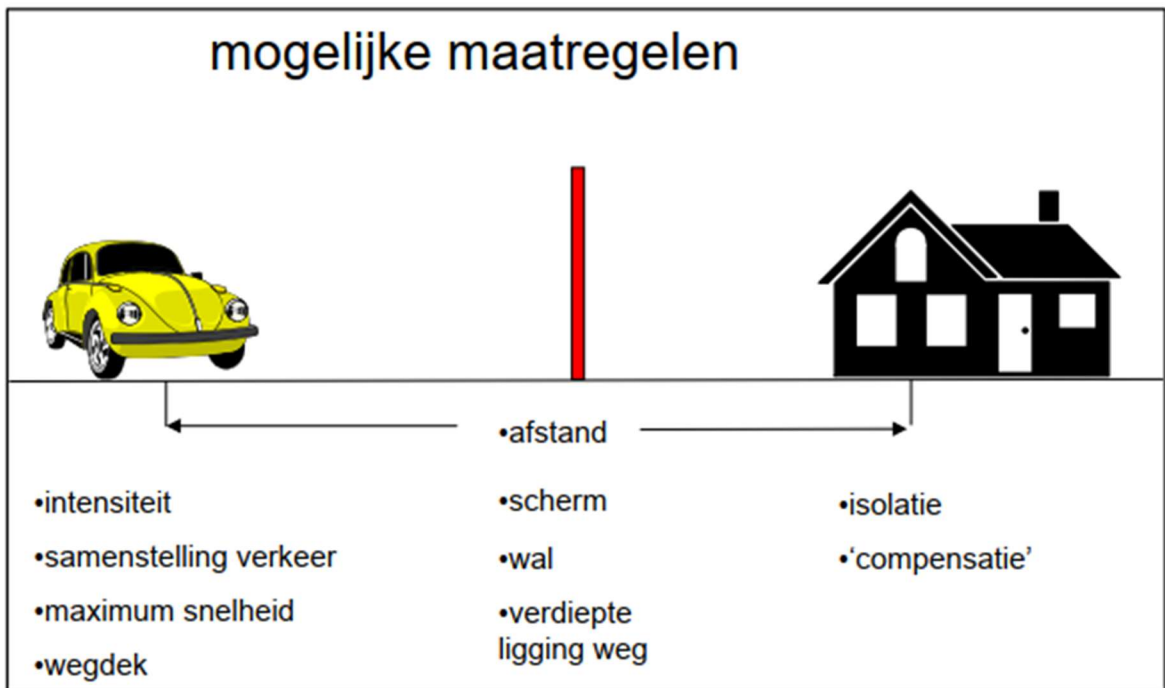 mogelijke maatregelen
•afstand
•intensiteit
•samenstelling verkeer
•maximum snelheid
•wegdek
•scherm
•wal
•verdiepte
ligging weg
•isolatie
•‘compensatie’